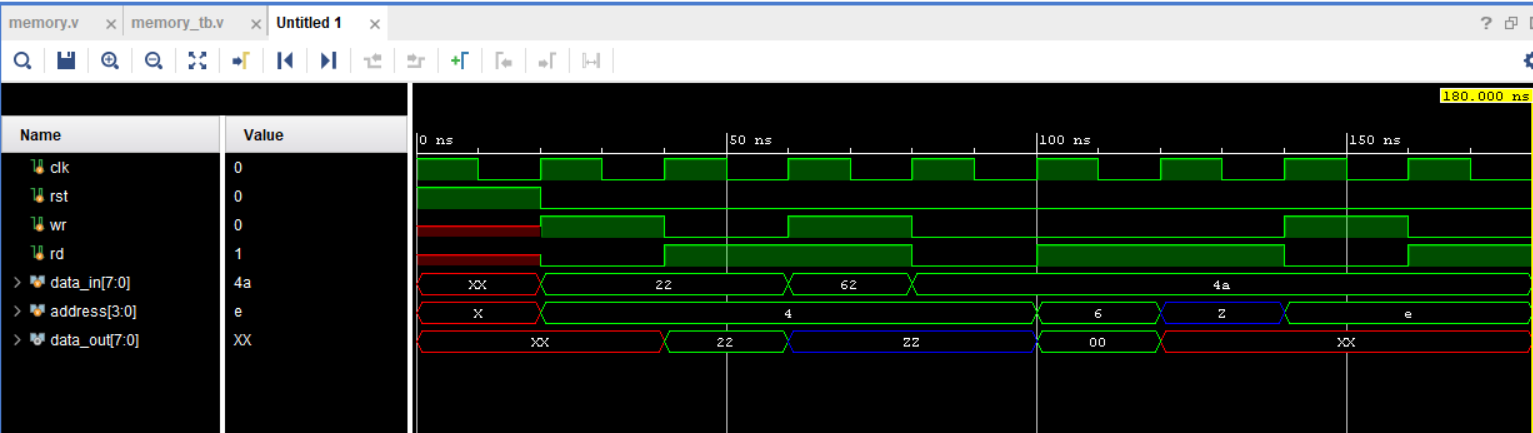 memory.v × memory_tb.v × Untitled 1 × ?
180.000 ns
Name Value 0 ns 50 ns 100 ns 150 ns
clk 0
rst 0
wr 0
rd 1
data_in[7:0] 4a XX 22 62 4a
address[3:0] e X 4 6 Z e
data_out[7:0] XX XX 22 ZZ 00 XX